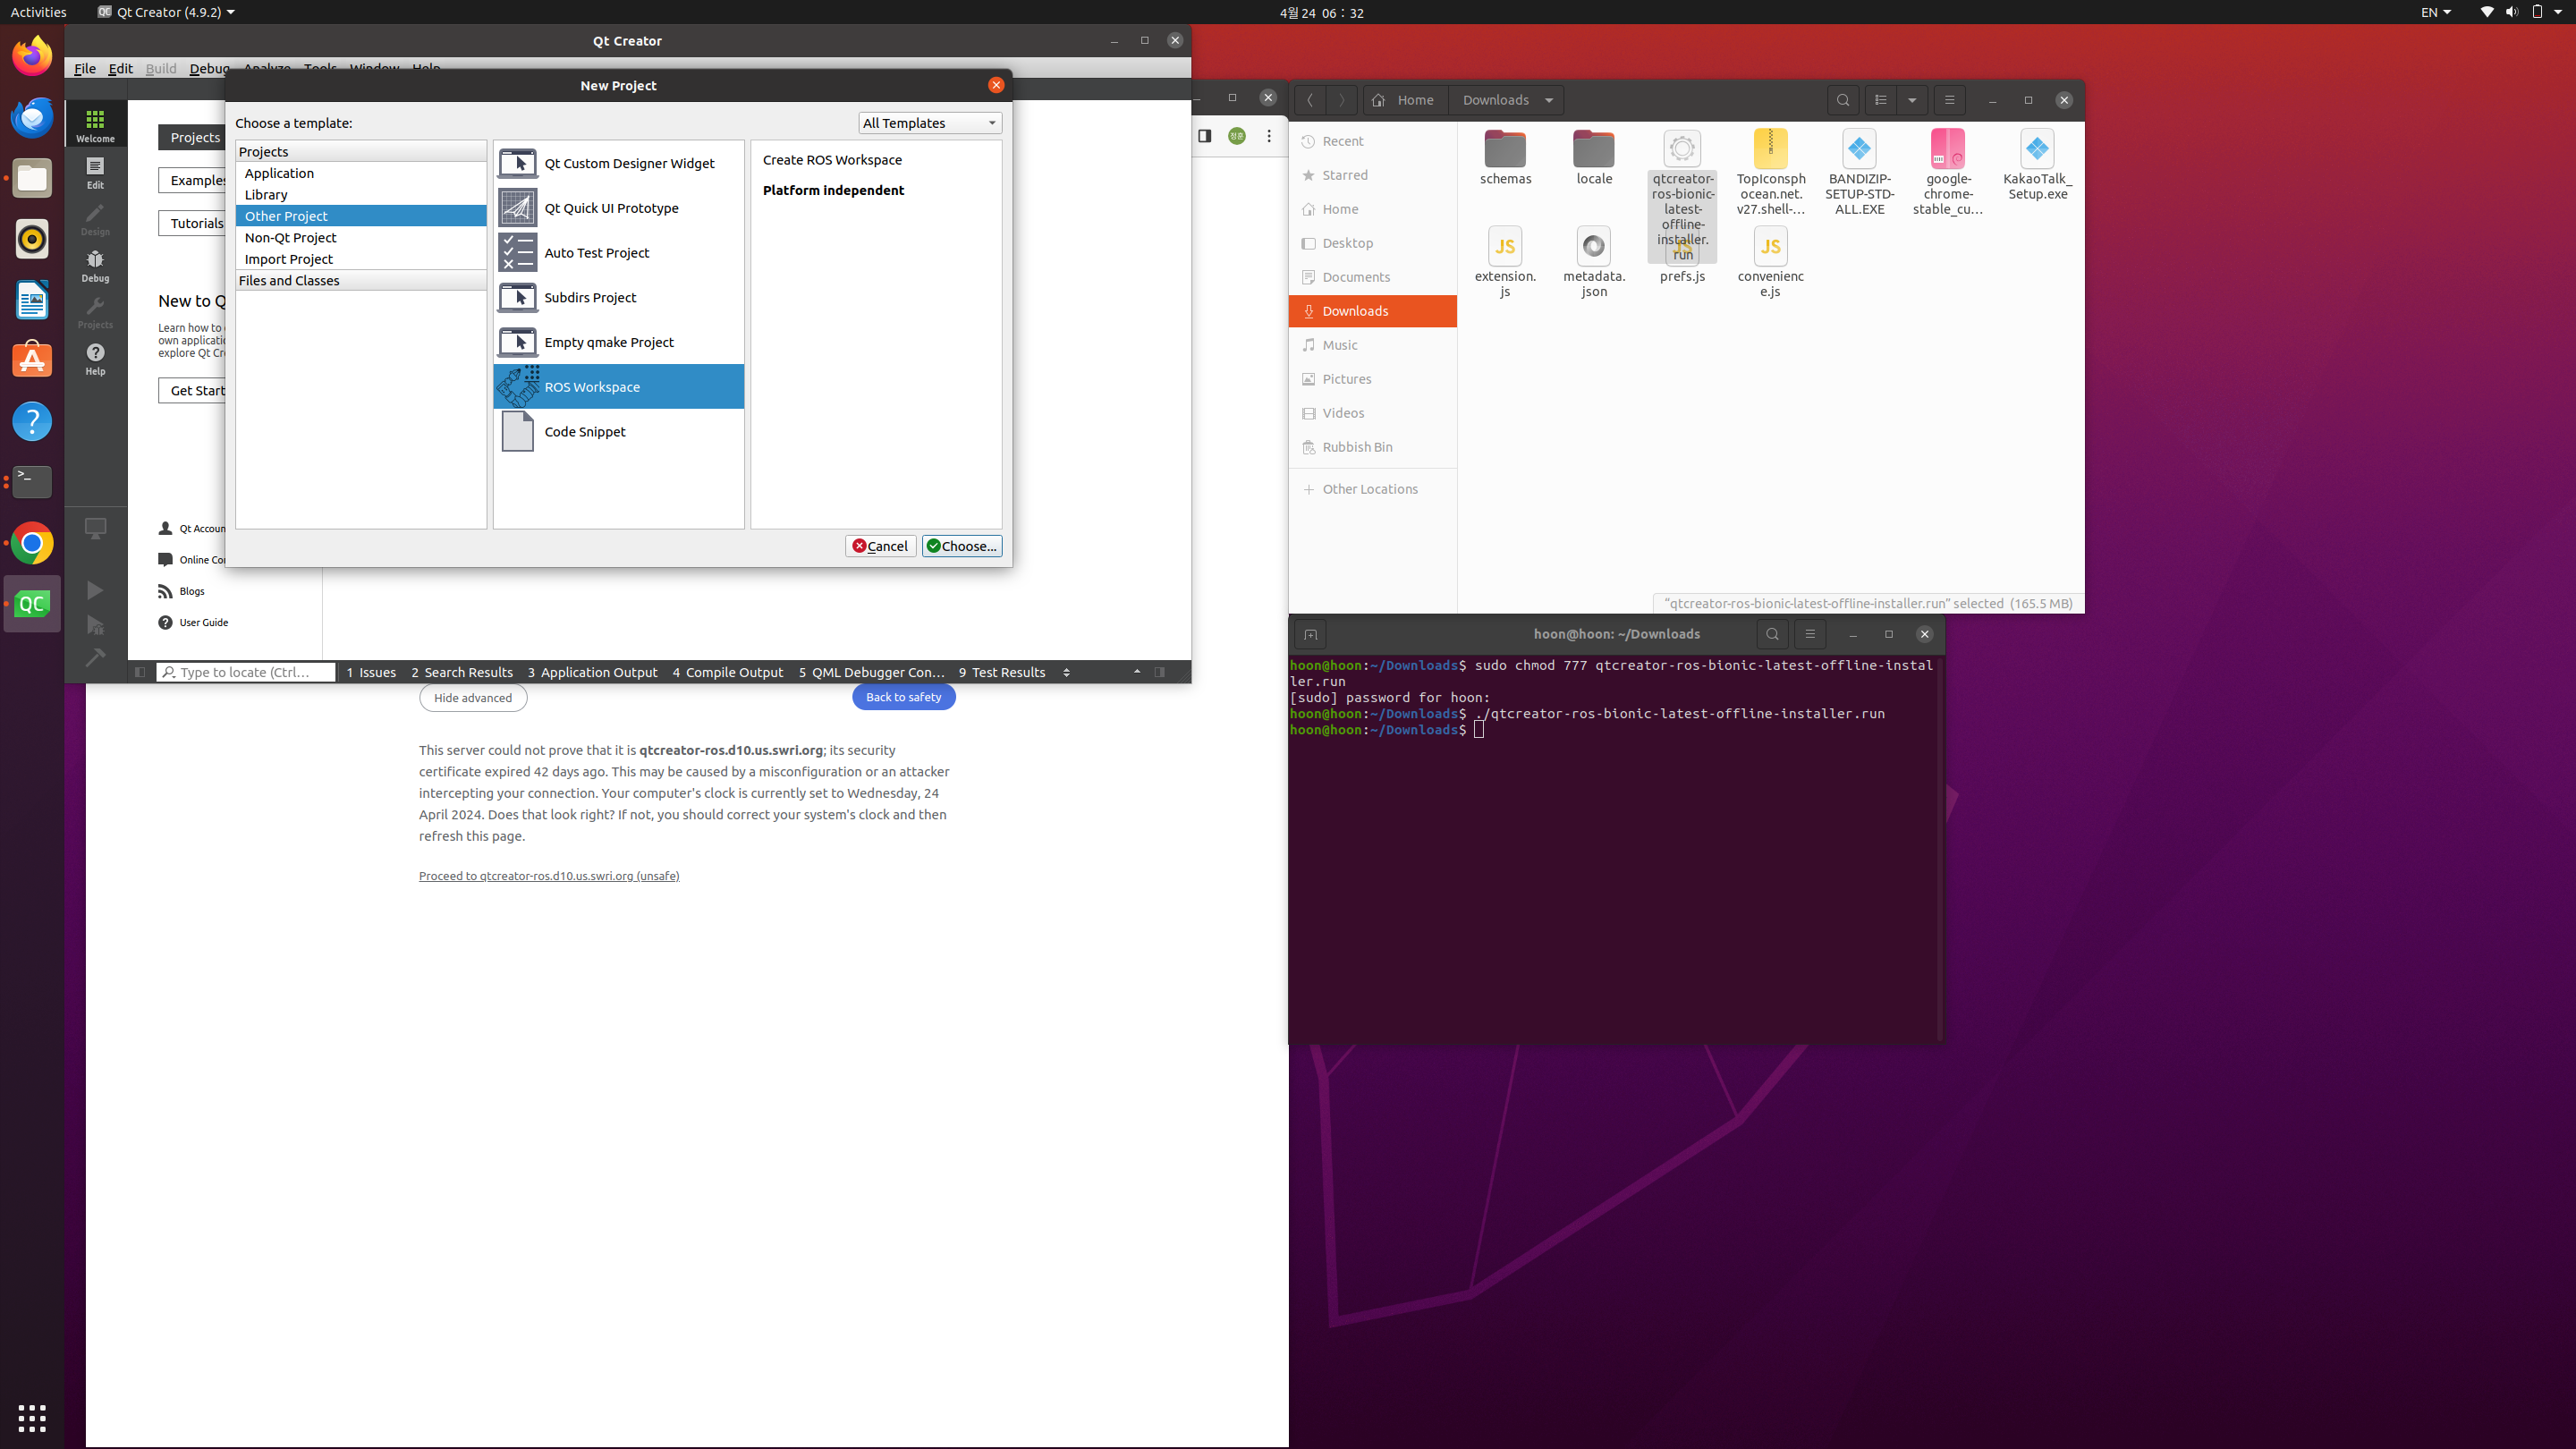 Activities
Qt Creator (4.9.2)
4월 24 06 : 32
EN
Qt Creator
File Edit Build Debug Analyze Tools Window Help
New Project
Choose a template:
All Templates
Projects
Application
Library
Other Project
Non-Qt Project
Import Project
Files and Classes
Qt Custom Designer Widget
Qt Quick UI Prototype
Auto Test Project
Subdirs Project
Empty qmake Project
ROS Workspace
Code Snippet
Create ROS Workspace
Platform independent
Cancel
Choose...
Welcome
Edit
Design
Debug
Projects
Help
Projects
Examples
Tutorials
New to Q
Learn how to
own applicatio
explore Qt Cr
Get Start
Qt Accoun
Online Co
Blogs
User Guide
Type to locate (Ctrl...
1 Issues
2 Search Results
3 Application Output
4 Compile Output
5 QML Debugger Con...
9 Test Results
Hide advanced
Back to safety
This server could not prove that it is qtcreator-ros.d10.us.swri.org; its security
certificate expired 42 days ago. This may be caused by a misconfiguration or an attacker
intercepting your connection. Your computer's clock is currently set to Wednesday, 24
April 2024. Does that look right? If not, you should correct your system's clock and then
refresh this page.
Proceed to qtcreator-ros.d10.us.swri.org (unsafe)
Home
Downloads
Recent
Starred
Home
Desktop
Documents
Downloads
Music
Pictures
Videos
Rubbish Bin
Other Locations
schemas
locale
qtcreator-
ros-bionic-
latest-
offline-
installer.
run
TopIconsph
ocean.net.
v27.shell-...
BANDIZIP-
SETUP-STD-
ALL.EXE
google-
chrome-
stable_cu...
KakaoTalk_
Setup.exe
JS
extension.
js
metadata.
json
JS
prefs.js
JS
convenienc
e.js
"qtcreator-ros-bionic-latest-offline-installer.run" selected (165.5 MB)
hoon@hoon: ~/Downloads
hoon@hoon:~/Downloads$ sudo chmod 777 qtcreator-ros-bionic-latest-offline-instal
ler.run
[sudo] password for hoon:
hoon@hoon:~/Downloads$ ./qtcreator-ros-bionic-latest-offline-installer.run
hoon@hoon:~/Downloads$
QC